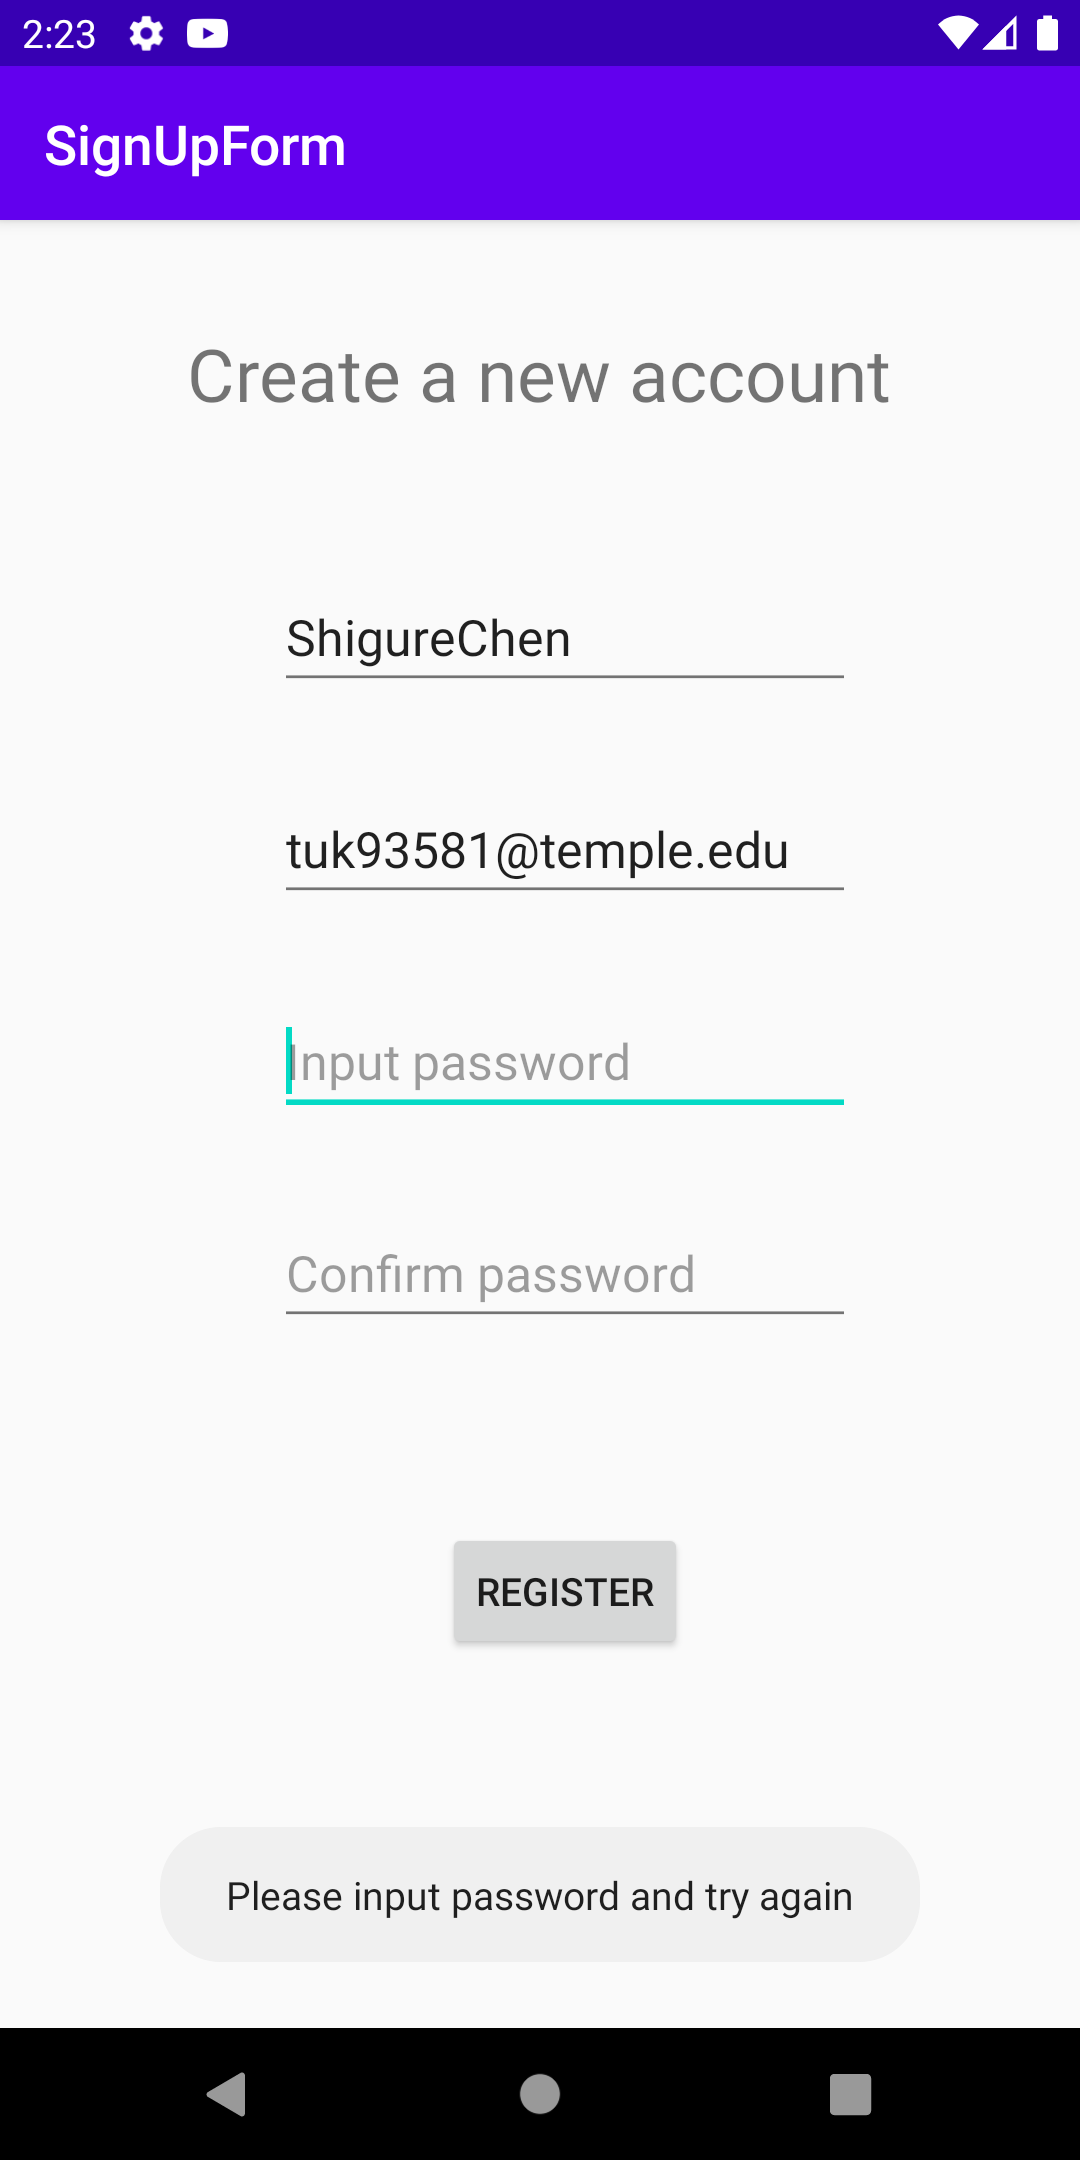 2:23
SignUpForm
Create a new account
ShigureChen
tuk93581@temple.edu
Input password
Confirm password
REGISTER
Please input password and try again